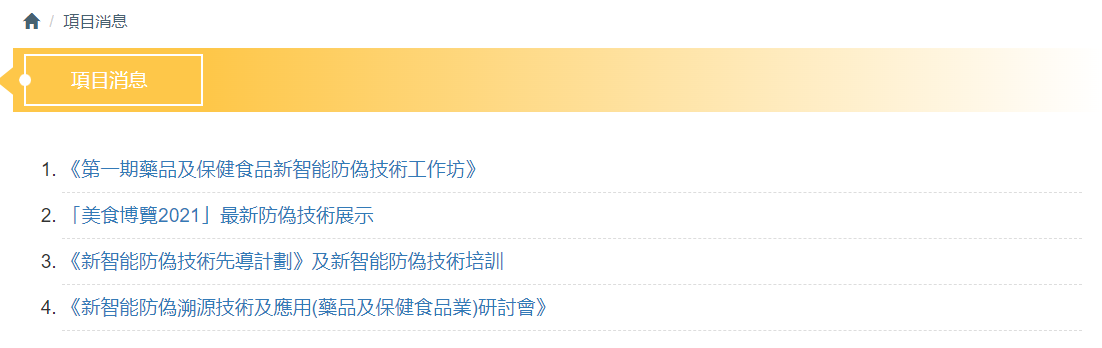 / 項目消息
項目消息
1. 《第一期藥品及保健食品新智能防偽技術工作坊》
2. 「美食博覽2021」最新防偽技術展示
3. 《新智能防偽技術先導計劃》及新智能防偽技術培訓
4. 《新智能防偽溯源技術及應用(藥品及保健食品業)研討會》